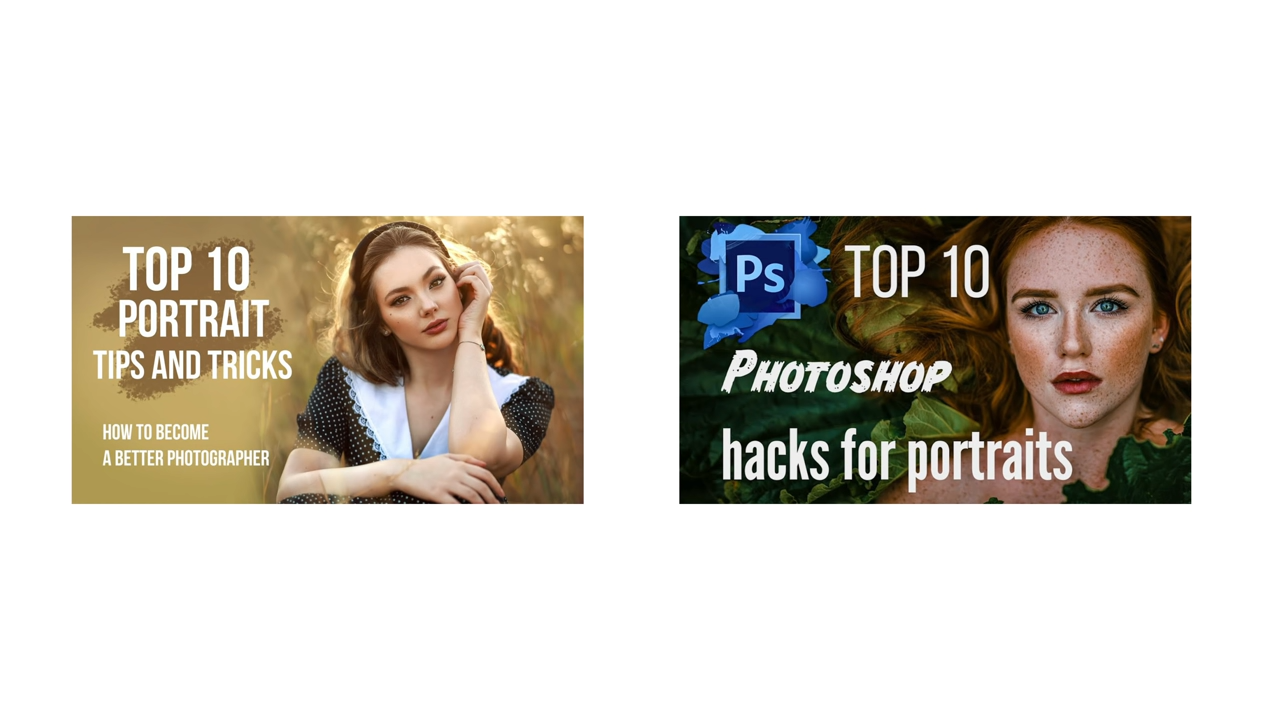 TOP 10
PORTRAIT
TIPS AND TRICKS
HOW TO BECOME
A BETTER PHOTOGRAPHER
Ps
TOP 10
PHOTOSHOP
hacks for portraits